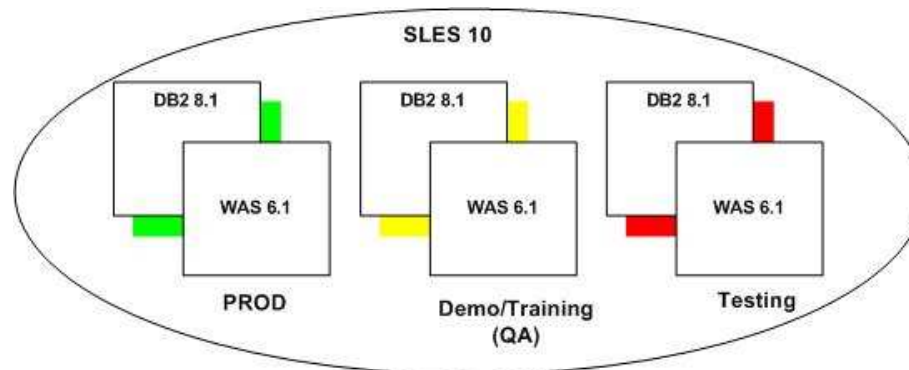 SLES 10
DB2 8.1
WAS 6.1
PROD
DB2 8.1
WAS 6.1
Demo/Training
(QA)
DB2 8.1
WAS 6.1
Testing